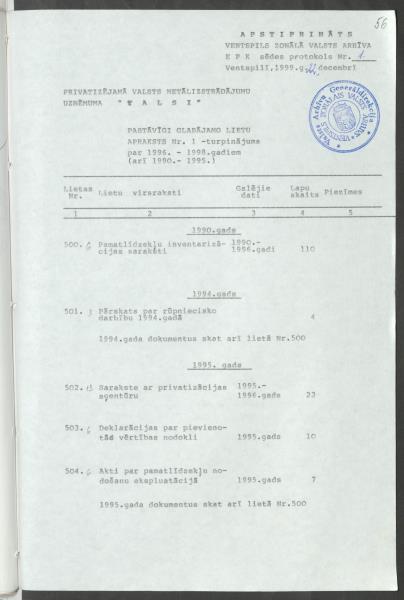 56
APSTIPRINĀTS
VENTSPILS ZONĀLĀ VALSTS ARHĪVA
E P K sēdes protokols Nr. 1
Ventspilī, 1999.g. 22. decembrī
PRIVATIZĒJAMĀ VALSTS METĀLIZSTRĀDĀJUMU
UZŅĒMUMA "TALSI"
PASTĀVĪGI GLABĀJAMO LIETU
APRAKSTS Nr. 1 -turpinājums
par 1996. - 1998.gadiem
(arī 1990.- 1995.)
Lietas Nr. Lietu virsraksti Galējie dati Lapu skaits Piezīmes
1 2 3 4 5
1990.gads
500. Pamatlīdzekļu inventarizā- 1990.-
cijas saraksti 1996.gadi 110
1994.gads
501. Pārskats par rūpniecisko
darbību 1994.gadā 4
1994.gada dokumentus skat arī lietā Nr.500
1995. gads
502. Sarakste ar privatizācijas 1995.-
aģentūru 1996.gads 23
503. Deklarācijas par pievieno-
tās vērtības nodokli 1995.gads 10
504. Akti par pamatlīdzekļu no-
došanu ekspluatācijā 1995.gads 7
1995.gada dokumentus skat arī lietā Nr.500